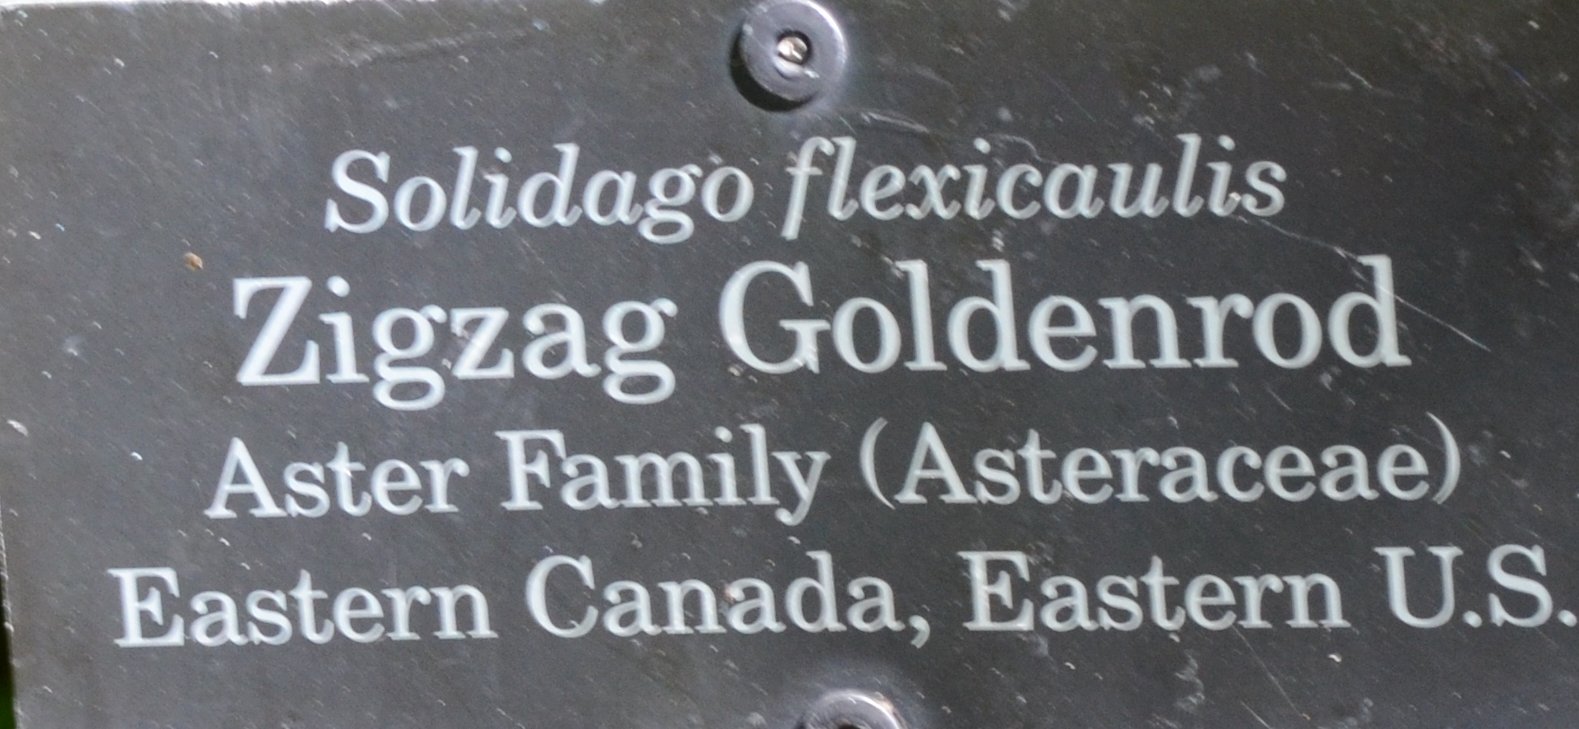 Solidago flexicaulis
Zigzag Goldenrod
Aster Family (Asteraceae)
Eastern Canada, Eastern U.S.